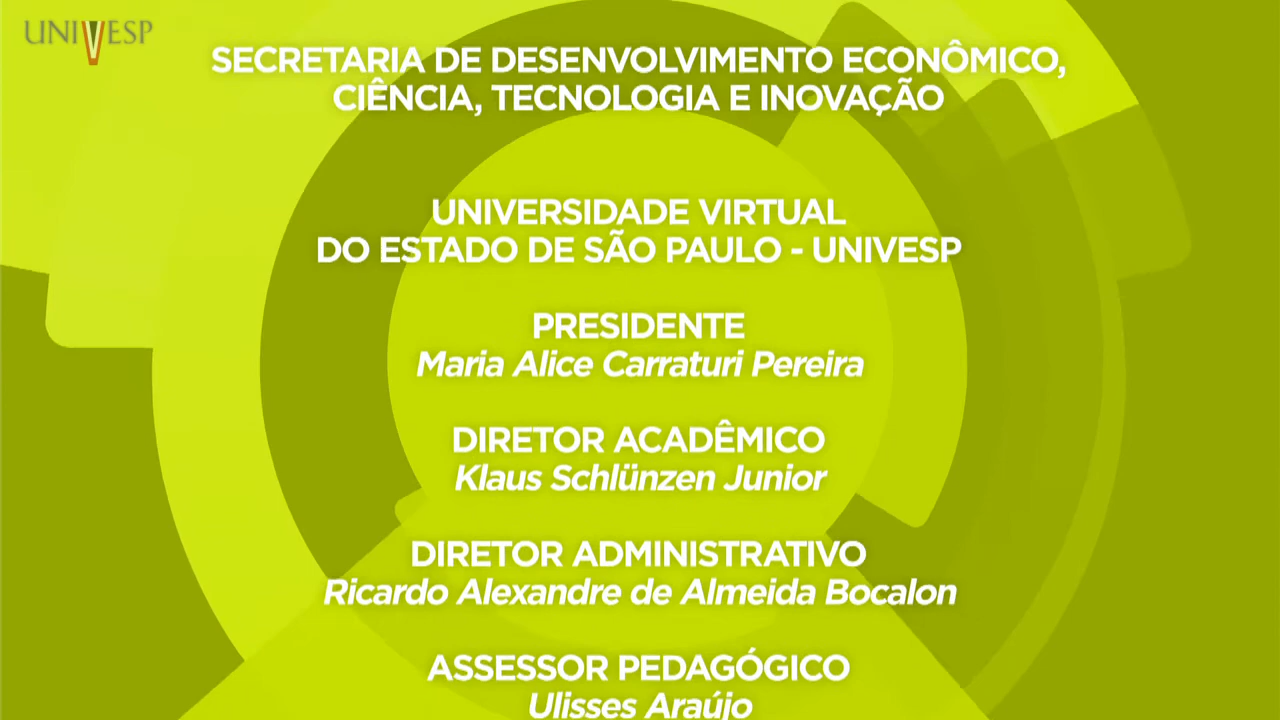 UNIVESP
SECRETARIA DE DESENVOLVIMENTO ECONÔMICO,
CIÊNCIA, TECNOLOGIA E INOVAÇÃO
UNIVERSIDADE VIRTUAL
DO ESTADO DE SÃO PAULO - UNIVESP
PRESIDENTE
Maria Alice Carraturi Pereira
DIRETOR ACADÊMICO
Klaus Schlünzen Junior
DIRETOR ADMINISTRATIVO
Ricardo Alexandre de Almeida Bocalon
ASSESSOR PEDAGÓGICO
Ulisses Araújo